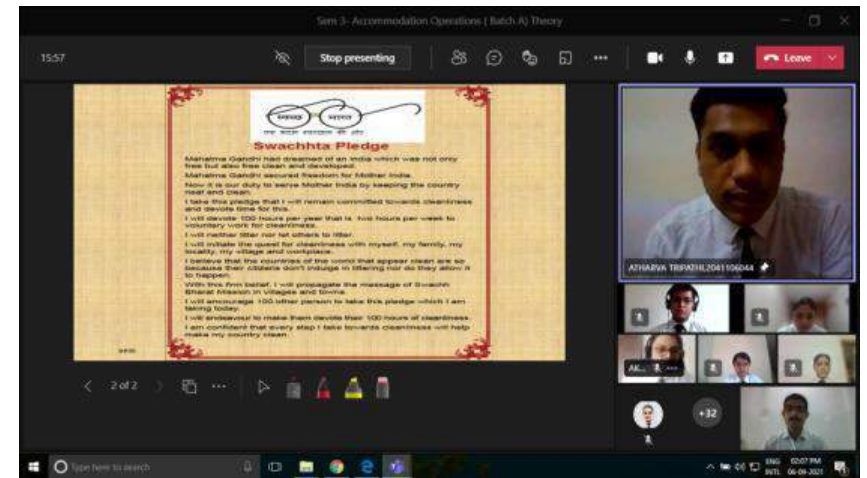 Sem 3- Accommodation Operations ( Batch A) Theory
15:57
Stop presenting
Leave
स्वच्छ भारत
एक कदम स्वच्छता की ओर
Swachhta Pledge
Mahatma Gandhi had dreamed of an India which was not only
free but also free clean and developed.
Mahatma Gandhi secured freedom for Mother India.
Now it is our duty to serve Mother India by keeping the country
neat and clean.
I take this pledge that I will remain committed towards cleanliness
and devote time for this.
I will devote 100 hours per year that is two hours per week to
voluntary work for cleanliness.
I will neither litter nor let others to litter.
I will initiate the quest for cleanliness with myself, my family, my
locality, my village and workplace.
I believe that the countries of the world that appear clean are so
because their citizens don't indulge in littering nor do they allow it
to happen.
With this firm belief, I will propagate the message of Swachh
Bharat Mission in villages and towns.
I will encourage 100 other person to take this pledge which I am
taking today.
I will endeavour to make them devote their 100 hours of cleanliness.
I am confident that every step I take towards cleanliness will help
make my country clean.
ATHARVA TRIPATHI,2041106044
AK...
+32
2 of 2
Type here to search
ENG
INTL
02:07 PM
06-09-2021